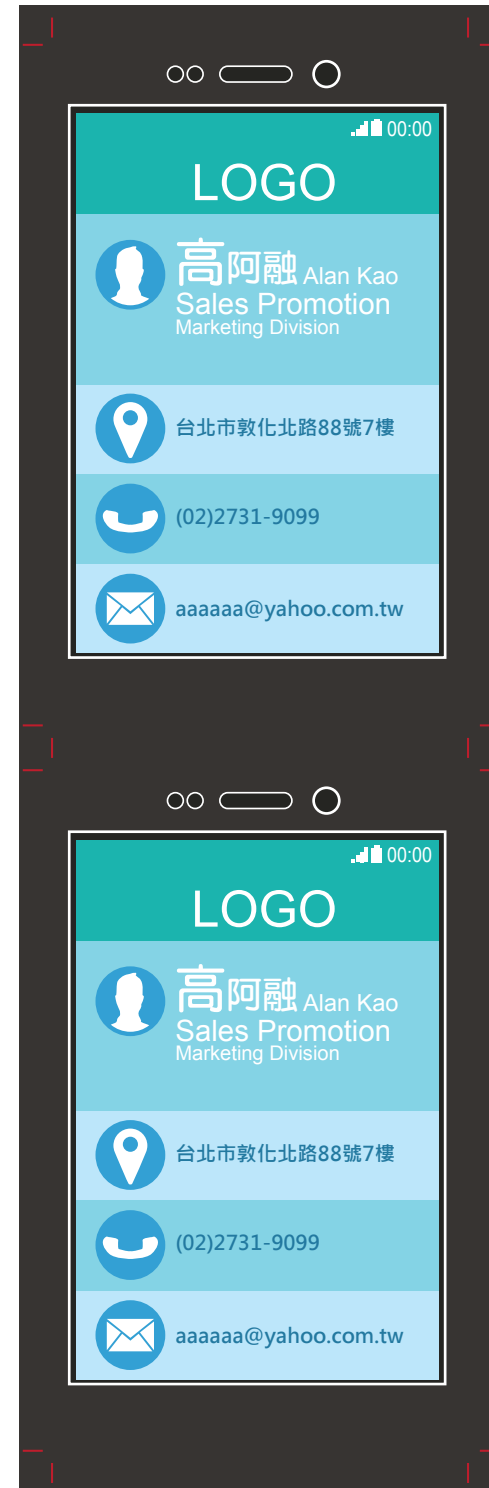 00:00
LOGO
高阿融 Alan Kao
Sales Promotion
Marketing Division
台北市敦化北路88號7樓
(02)2731-9099
aaaaaa@yahoo.com.tw
00:00
LOGO
高阿融 Alan Kao
Sales Promotion
Marketing Division
台北市敦化北路88號7樓
(02)2731-9099
aaaaaa@yahoo.com.tw